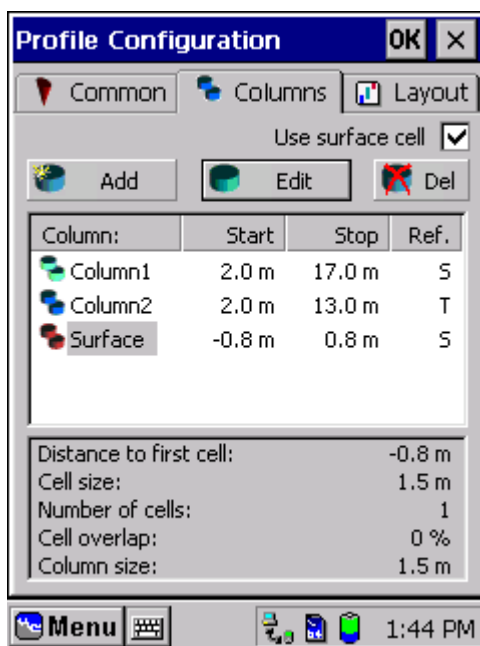 Profile Configuration OK
Common Columns Layout
Use surface cell
Add Edit Del
Column: Start Stop Ref.
Column1 2.0 m 17.0 m S
Column2 2.0 m 13.0 m T
Surface -0.8 m 0.8 m S
Distance to first cell: -0.8 m
Cell size: 1.5 m
Number of cells: 1
Cell overlap: 0 %
Column size: 1.5 m
Menu 1:44 PM